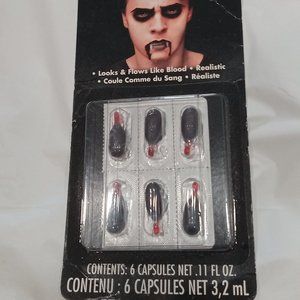 • Looks & Flows Like Blood • Realistic
• Coule Comme du Sang • Réaliste
CONTENTS: 6 CAPSULES NET .11 FL OZ.
CONTENU : 6 CAPSULES NET 3,2 mL